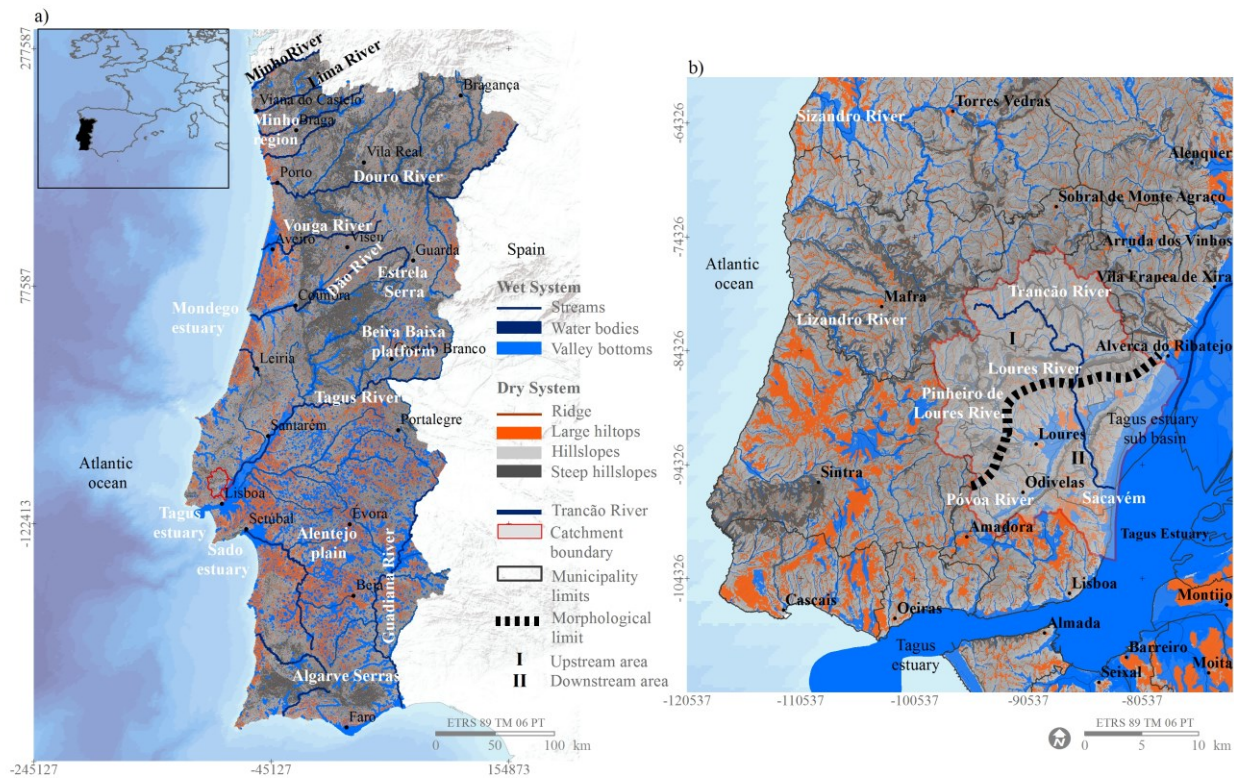 a)
277587
77587
-122413
-245127
-45127
154873
MinhoRiver
Lima River
Viana do Castelo
Braga
Minho
region
Bragança
Vila Real
Porto
Douro River
Vouga River
Aveiro
Viseu
Dão River
Guarda
Estrela
Serra
Spain
Mondego
estuary
Coimbra
Beira Baixa
platform
Castelo Branco
Leiria
Tagus River
Portalegre
Santarém
Atlantic
ocean
Lisboa
Tagus
estuary
Setúbal
Sado
estuary
Évora
Alentejo
plain
Beja
Guadiana River
Algarve Serras
Faro
ETRS 89 TM 06 PT
0 50 100 km
Wet System
Streams
Water bodies
Valley bottoms
Dry System
Ridge
Large hiltops
Hillslopes
Steep hillslopes
Trancão River
Catchment
boundary
Municipality
limits
Morphological
limit
I Upstream area
II Downstream area
b)
-64326
-74326
-84326
-94326
-104326
-120537
-110537
-100537
-90537
-80537
Sizandro River
Torres Vedras
Alenquer
Sobral de Monte Agraço
Arruda dos Vinhos
Vila Franca de Xira
Atlantic
ocean
Mafra
Trancão River
Lizandro River
I
Alverca do Ribatejo
Loures River
Pinheiro de
Loures River
Tagus estuary
sub basin
Loures
II
Sintra
Odivelas
Póvoa River
Sacavém
Amadora
Tagus Estuary
Lisboa
Montijo
Cascais
Oeiras
Almada
Tagus
estuary
Barreiro
Seixal
Moita
ETRS 89 TM 06 PT
N
0 5 10 km